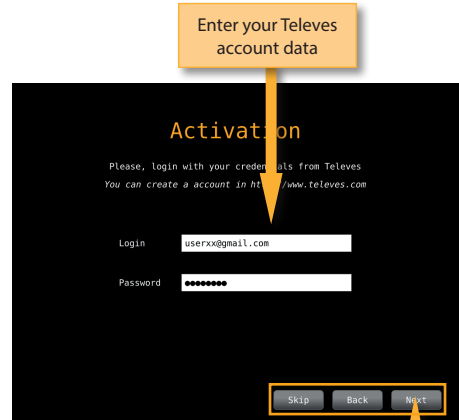 Enter your Televes
account data
Activation
Please, login with your credentials from Televes
You can create a account in http://www.televes.com
Login
userxx@gmail.com
Password
●●●●●●●●
Skip
Back
Next